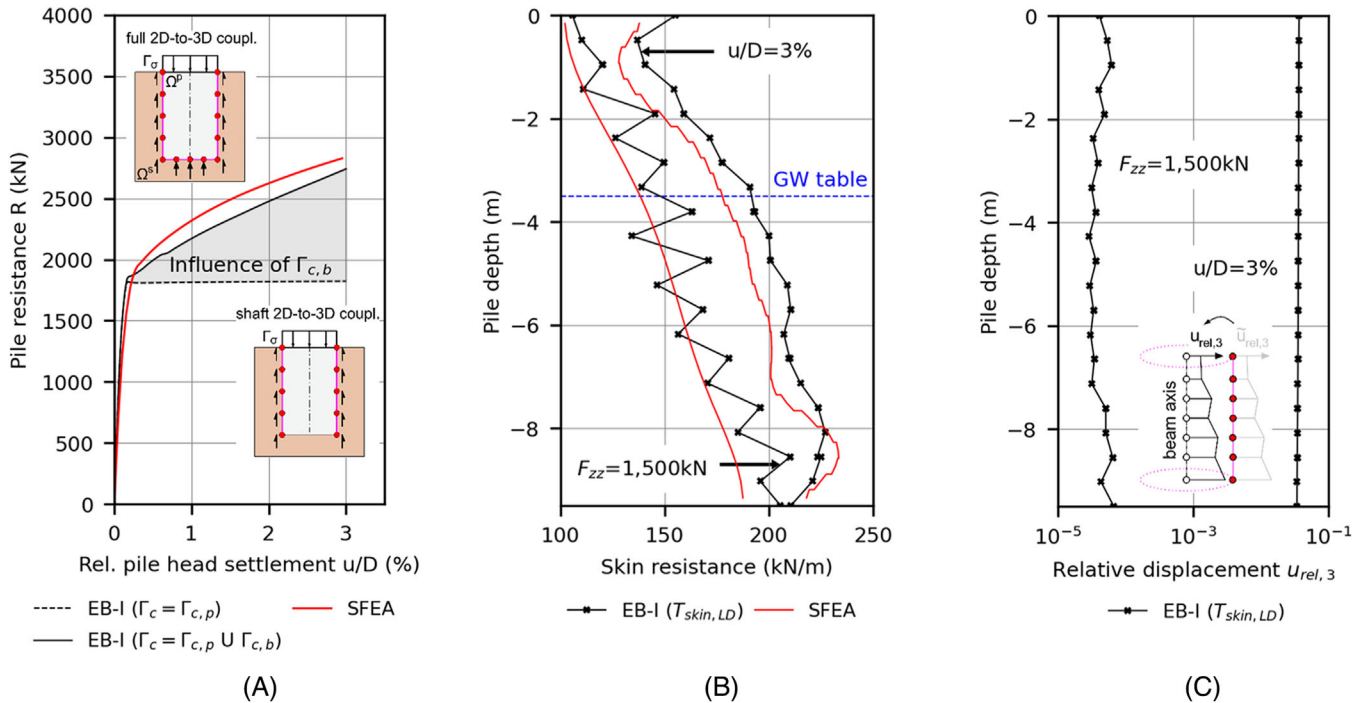 4000
3500
3000
2500
2000
1500
1000
500
0
Pile resistance R (kN)
full 2D-to-3D coupl.
Γσ
Ωᵖ
Ωˢ
Influence of Γc,b
shaft 2D-to-3D coupl.
Γσ
0 1 2 3
Rel. pile head settlement u/D (%)
EB-I (Γc = Γc,p) SFEA
EB-I (Γc = Γc,p U Γc,b)
(A)
0
−2
−4
−6
−8
Pile depth (m)
u/D=3%
GW table
Fzz=1,500kN
100 150 200 250
Skin resistance (kN/m)
EB-I (Tskin,LD) SFEA
(B)
0
−2
−4
−6
−8
Pile depth (m)
Fzz=1,500kN
u/D=3%
urel,3 ũrel,3
beam axis
10⁻⁵ 10⁻³ 10⁻¹
Relative displacement urel,3
EB-I (Tskin,LD)
(C)